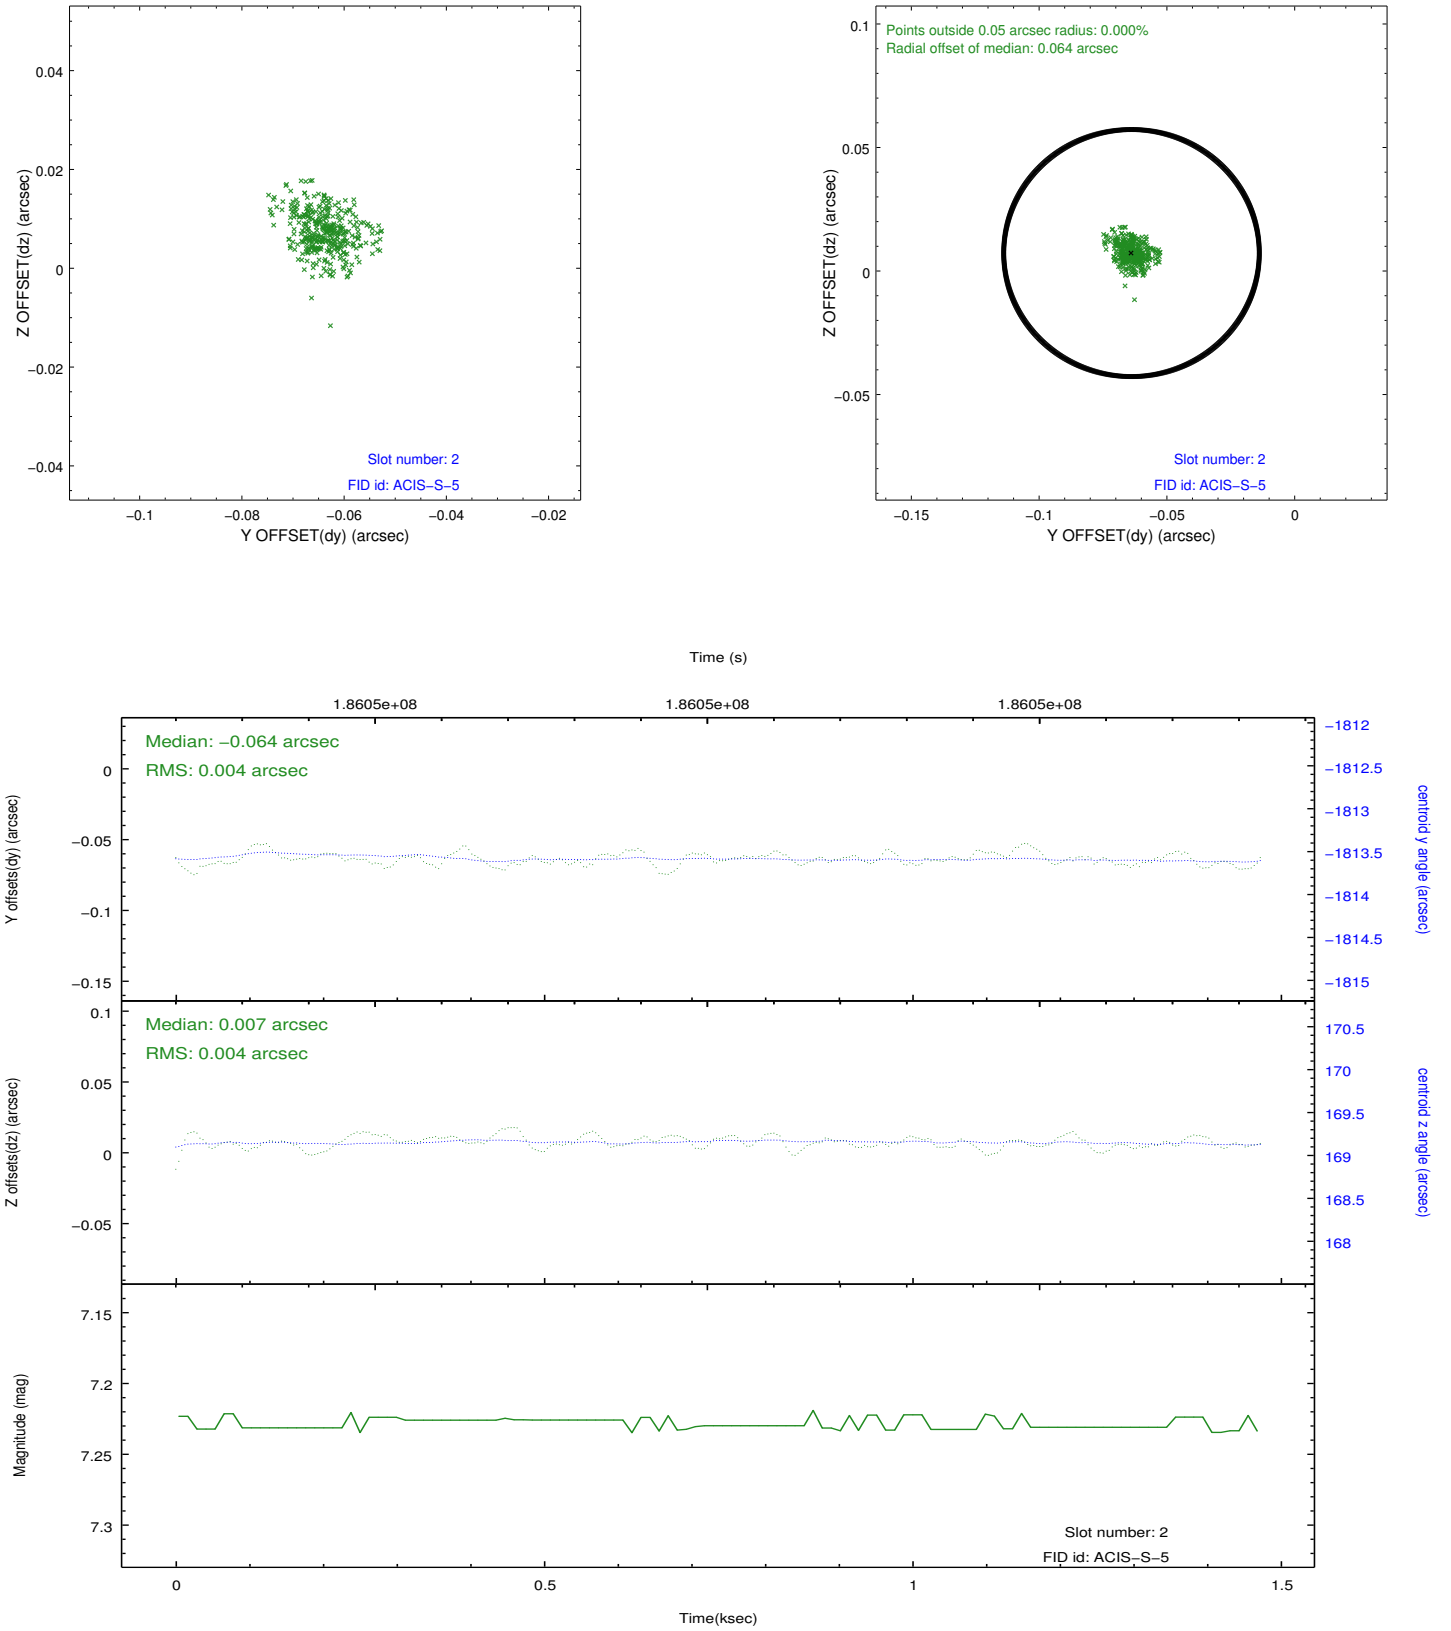 0.04
0.02
0
−0.02
−0.04
Z OFFSET(dz) (arcsec)
Slot number: 2
FID id: ACIS−S−5
−0.1
−0.08
−0.06
−0.04
−0.02
Y OFFSET(dy) (arcsec)
Points outside 0.05 arcsec radius: 0.000%
Radial offset of median: 0.064 arcsec
0.1
0.05
0
−0.05
Z OFFSET(dz) (arcsec)
Slot number: 2
FID id: ACIS−S−5
−0.15
−0.1
−0.05
0
Y OFFSET(dy) (arcsec)
Time (s)
1.8605e+08
1.8605e+08
1.8605e+08
Median: −0.064 arcsec
RMS: 0.004 arcsec
0
−0.05
−0.1
−0.15
Y offsets(dy) (arcsec)
−1812
−1812.5
−1813
−1813.5
−1814
−1814.5
−1815
centroid y angle (arcsec)
Median: 0.007 arcsec
RMS: 0.004 arcsec
0.1
0.05
0
−0.05
Z offsets(dz) (arcsec)
170.5
170
169.5
169
168.5
168
centroid z angle (arcsec)
7.15
7.2
7.25
7.3
Magnitude (mag)
Slot number: 2
FID id: ACIS−S−5
0
0.5
1
1.5
Time(ksec)